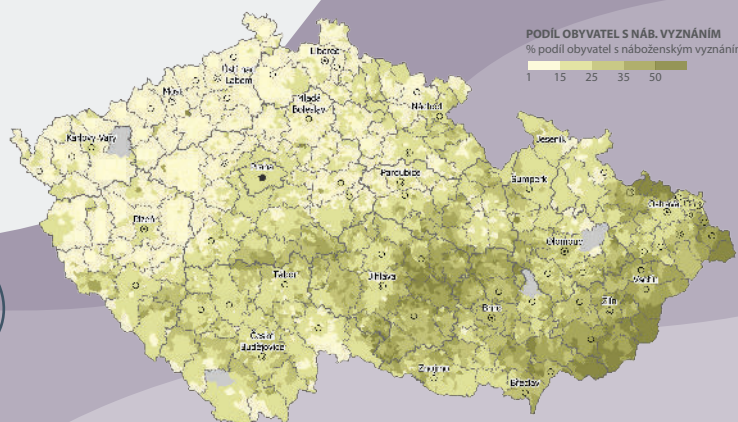 PODÍL OBYVATEL S NÁB. VYZNÁNÍM
% podíl obyvatel s náboženským vyznáním
1 15 25 35 50
Liberec
Ústí nad
Labem
Most
Mladá
Boleslav
Náchod
Karlovy Vary
Jeseník
Praha
Pardubice
Šumperk
Ostrava
Plzeň
Olomouc
Tábor
Jihlava
Vsetín
Brno
Zlín
České
Budějovice
Znojmo
Břeclav